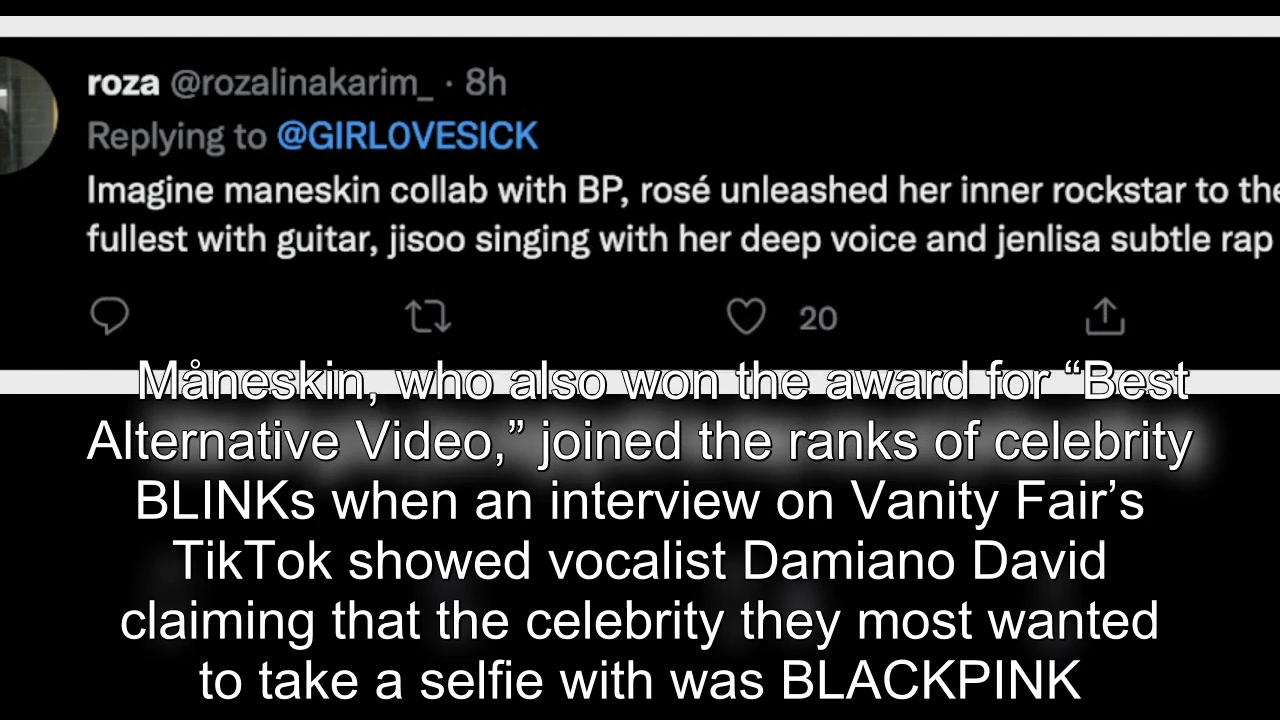 roza @rozalinakarim_ · 8h
Replying to @GIRL0VESICK
Imagine maneskin collab with BP, rosé unleashed her inner rockstar to the
fullest with guitar, jisoo singing with her deep voice and jenlisa subtle rap
20
Måneskin, who also won the award for “Best
Alternative Video,” joined the ranks of celebrity
BLINKs when an interview on Vanity Fair’s
TikTok showed vocalist Damiano David
claiming that the celebrity they most wanted
to take a selfie with was BLACKPINK